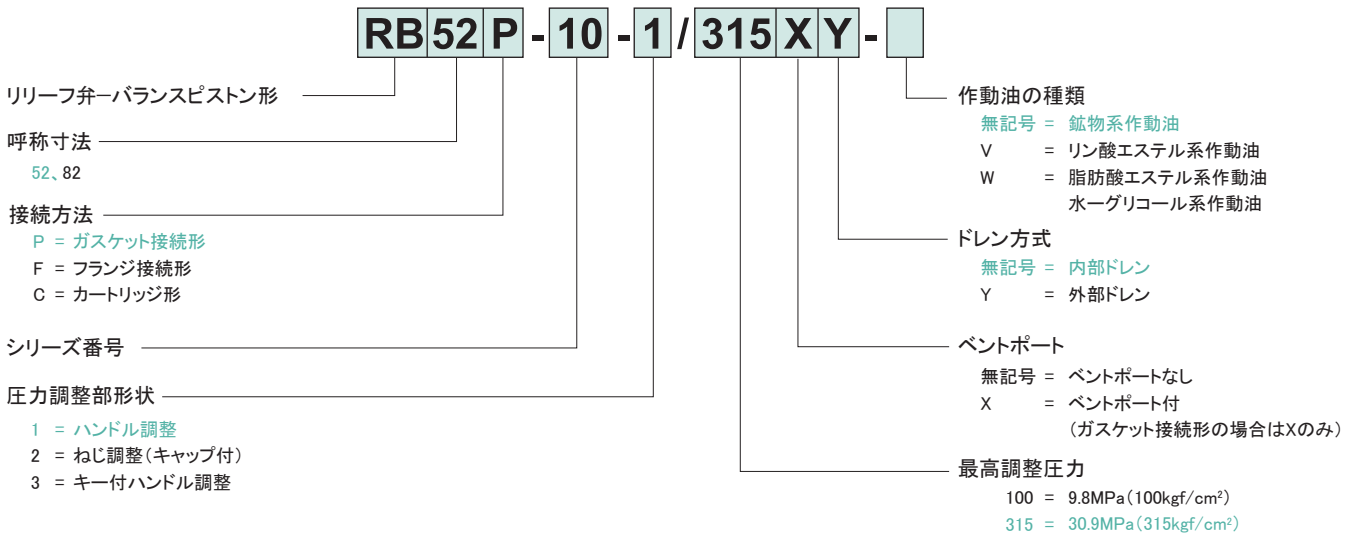 RB52P-10-1/315XY-
リリーフ弁ーバランスピストン形
呼称寸法
52、82
接続方法
P = ガスケット接続形
F = フランジ接続形
C = カートリッジ形
シリーズ番号
圧力調整部形状
1 = ハンドル調整
2 = ねじ調整(キャップ付)
3 = キー付ハンドル調整
作動油の種類
無記号 = 鉱物系作動油
V = リン酸エステル系作動油
W = 脂肪酸エステル系作動油
水ーグリコール系作動油
ドレン方式
無記号 = 内部ドレン
Y = 外部ドレン
ベントポート
無記号 = ベントポートなし
X = ベントポート付
(ガスケット接続形の場合はXのみ)
最高調整圧力
100 = 9.8MPa(100kgf/cm²)
315 = 30.9MPa(315kgf/cm²)